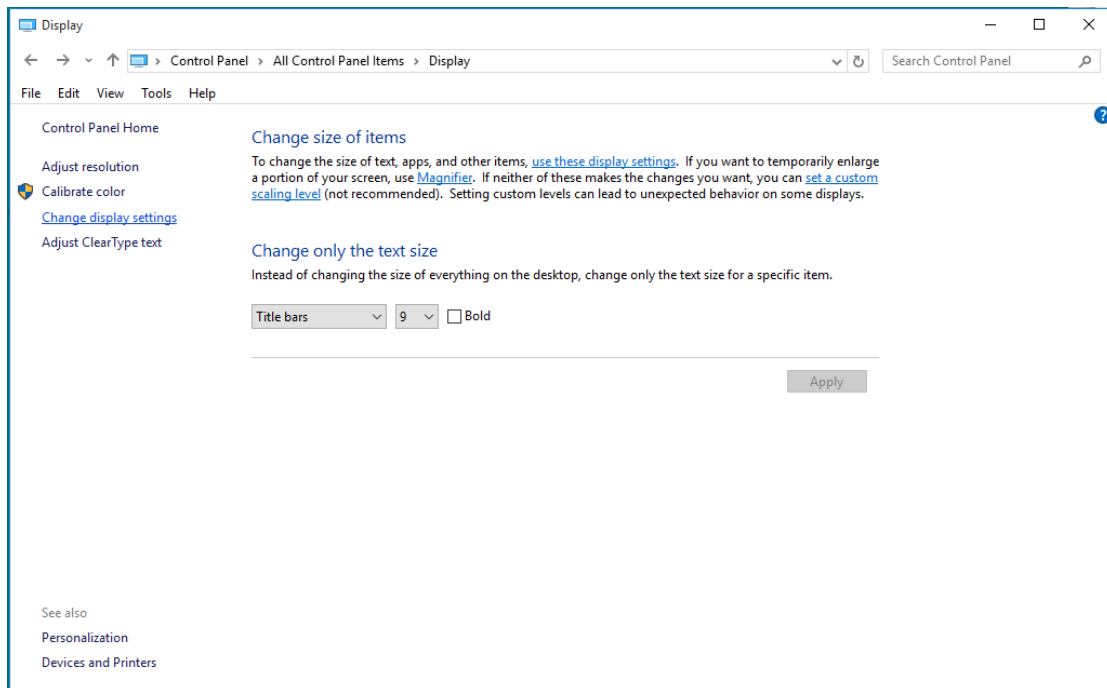 Display
Control Panel > All Control Panel Items > Display
Search Control Panel
File Edit View Tools Help
?
Control Panel Home
Adjust resolution
Calibrate color
Change display settings
Adjust ClearType text
Change size of items
To change the size of text, apps, and other items, use these display settings. If you want to temporarily enlarge
a portion of your screen, use Magnifier. If neither of these makes the changes you want, you can set a custom
scaling level (not recommended). Setting custom levels can lead to unexpected behavior on some displays.
Change only the text size
Instead of changing the size of everything on the desktop, change only the text size for a specific item.
Title bars 9 Bold
Apply
See also
Personalization
Devices and Printers